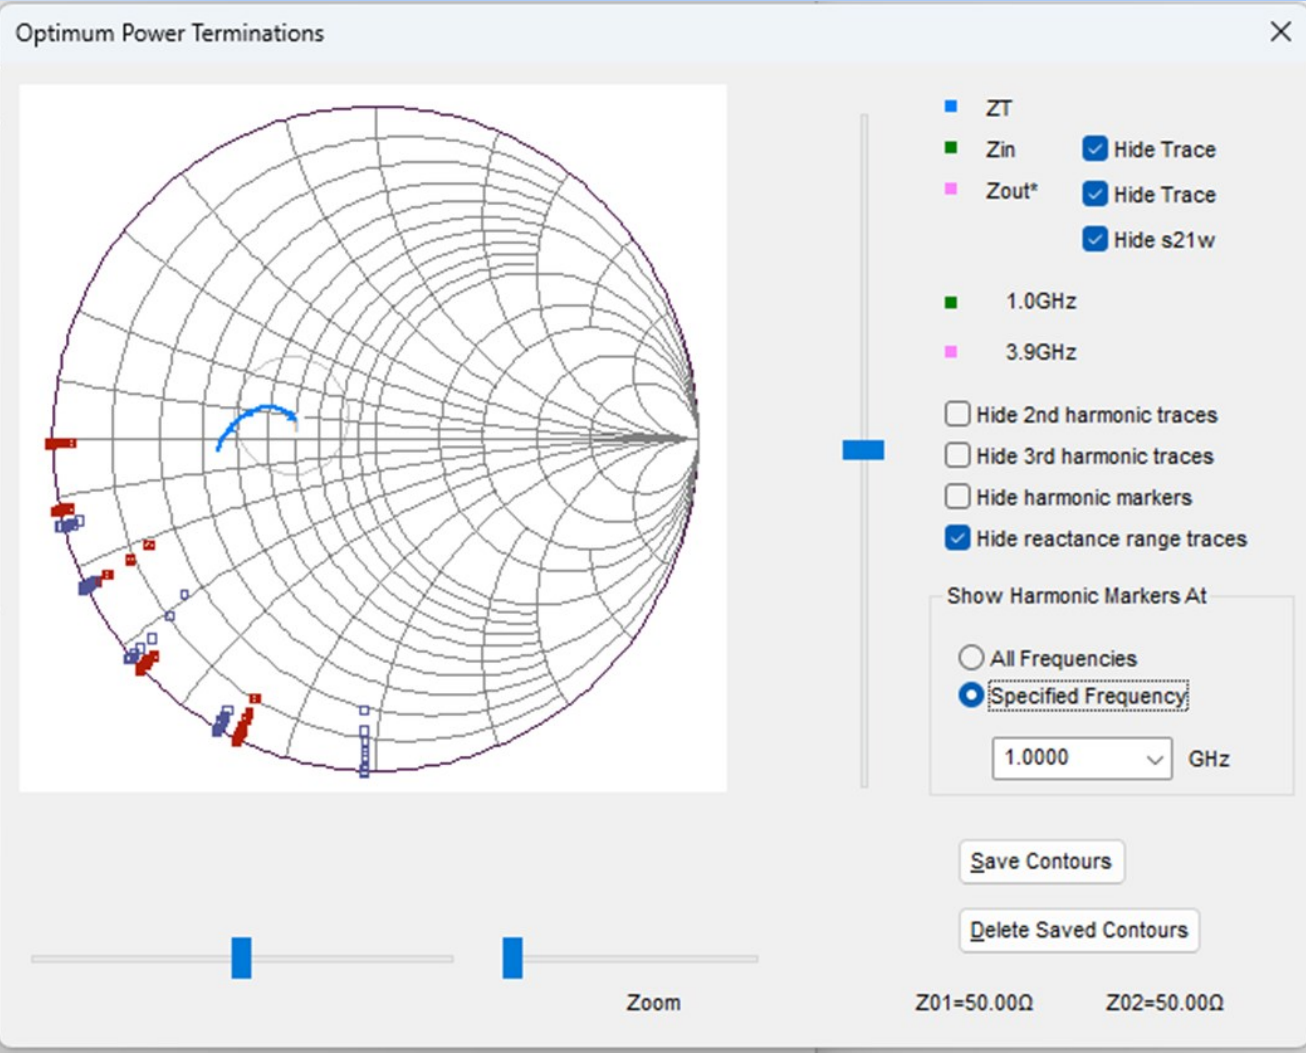 Optimum Power Terminations
ZT
Zin
Hide Trace
Zout*
Hide Trace
Hide s21w
1.0GHz
3.9GHz
Hide 2nd harmonic traces
Hide 3rd harmonic traces
Hide harmonic markers
Hide reactance range traces
Show Harmonic Markers At
All Frequencies
Specified Frequency
1.0000 GHz
Save Contours
Delete Saved Contours
Zoom
Z01=50.00Ω
Z02=50.00Ω